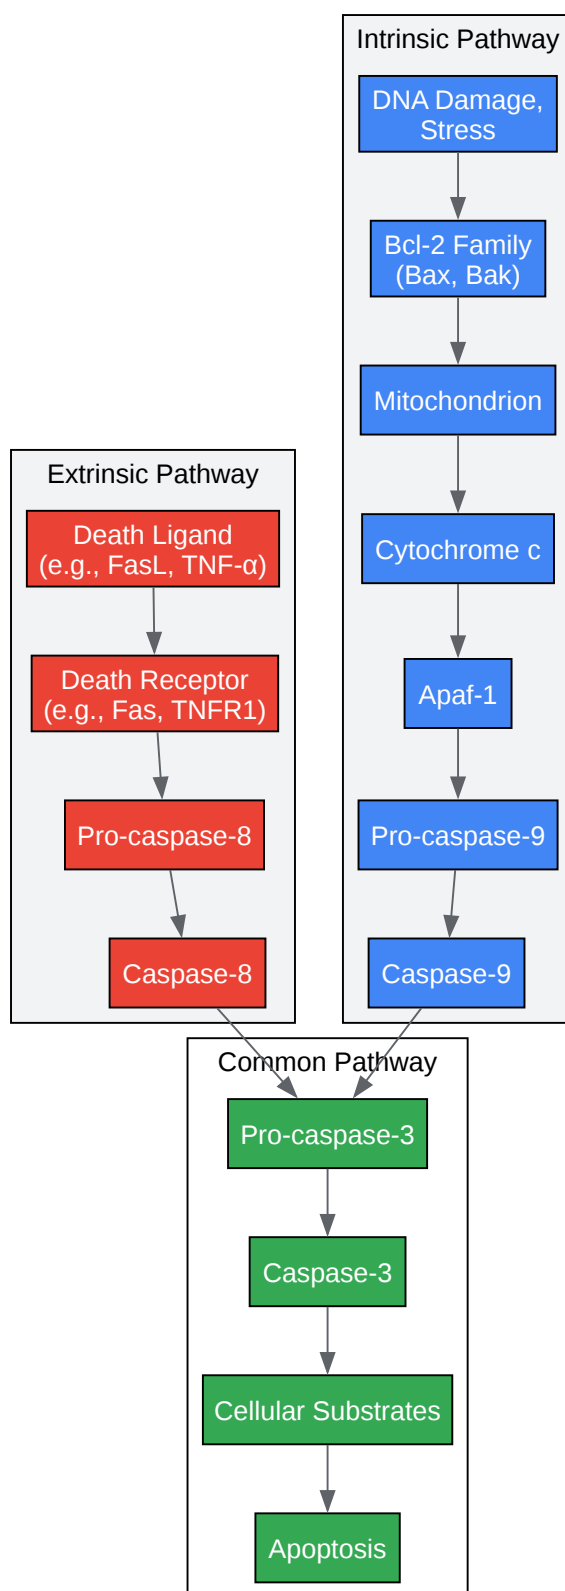 Intrinsic Pathway
DNA Damage,
Stress
Bcl-2 Family
(Bax, Bak)
Mitochondrion
Cytochrome c
Apaf-1
Pro-caspase-9
Caspase-9
Extrinsic Pathway
Death Ligand
(e.g., FasL, TNF-α)
Death Receptor
(e.g., Fas, TNFR1)
Pro-caspase-8
Caspase-8
Common Pathway
Pro-caspase-3
Caspase-3
Cellular Substrates
Apoptosis